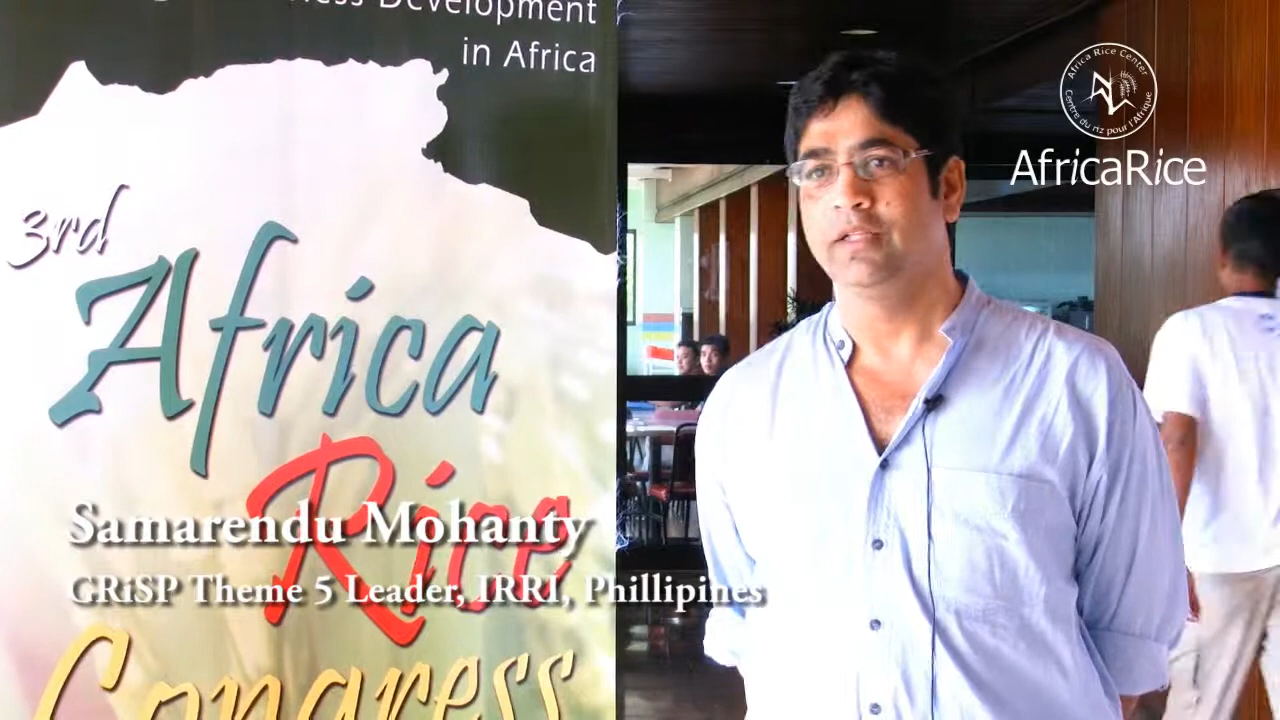 Development
in Africa
3rd
Africa
Rice
Congress
Samarendu Mohanty
GRiSP Theme 5 Leader, IRRI, Phillipines
Africa Rice Center
Centre du riz pour l'Afrique
AfricaRice